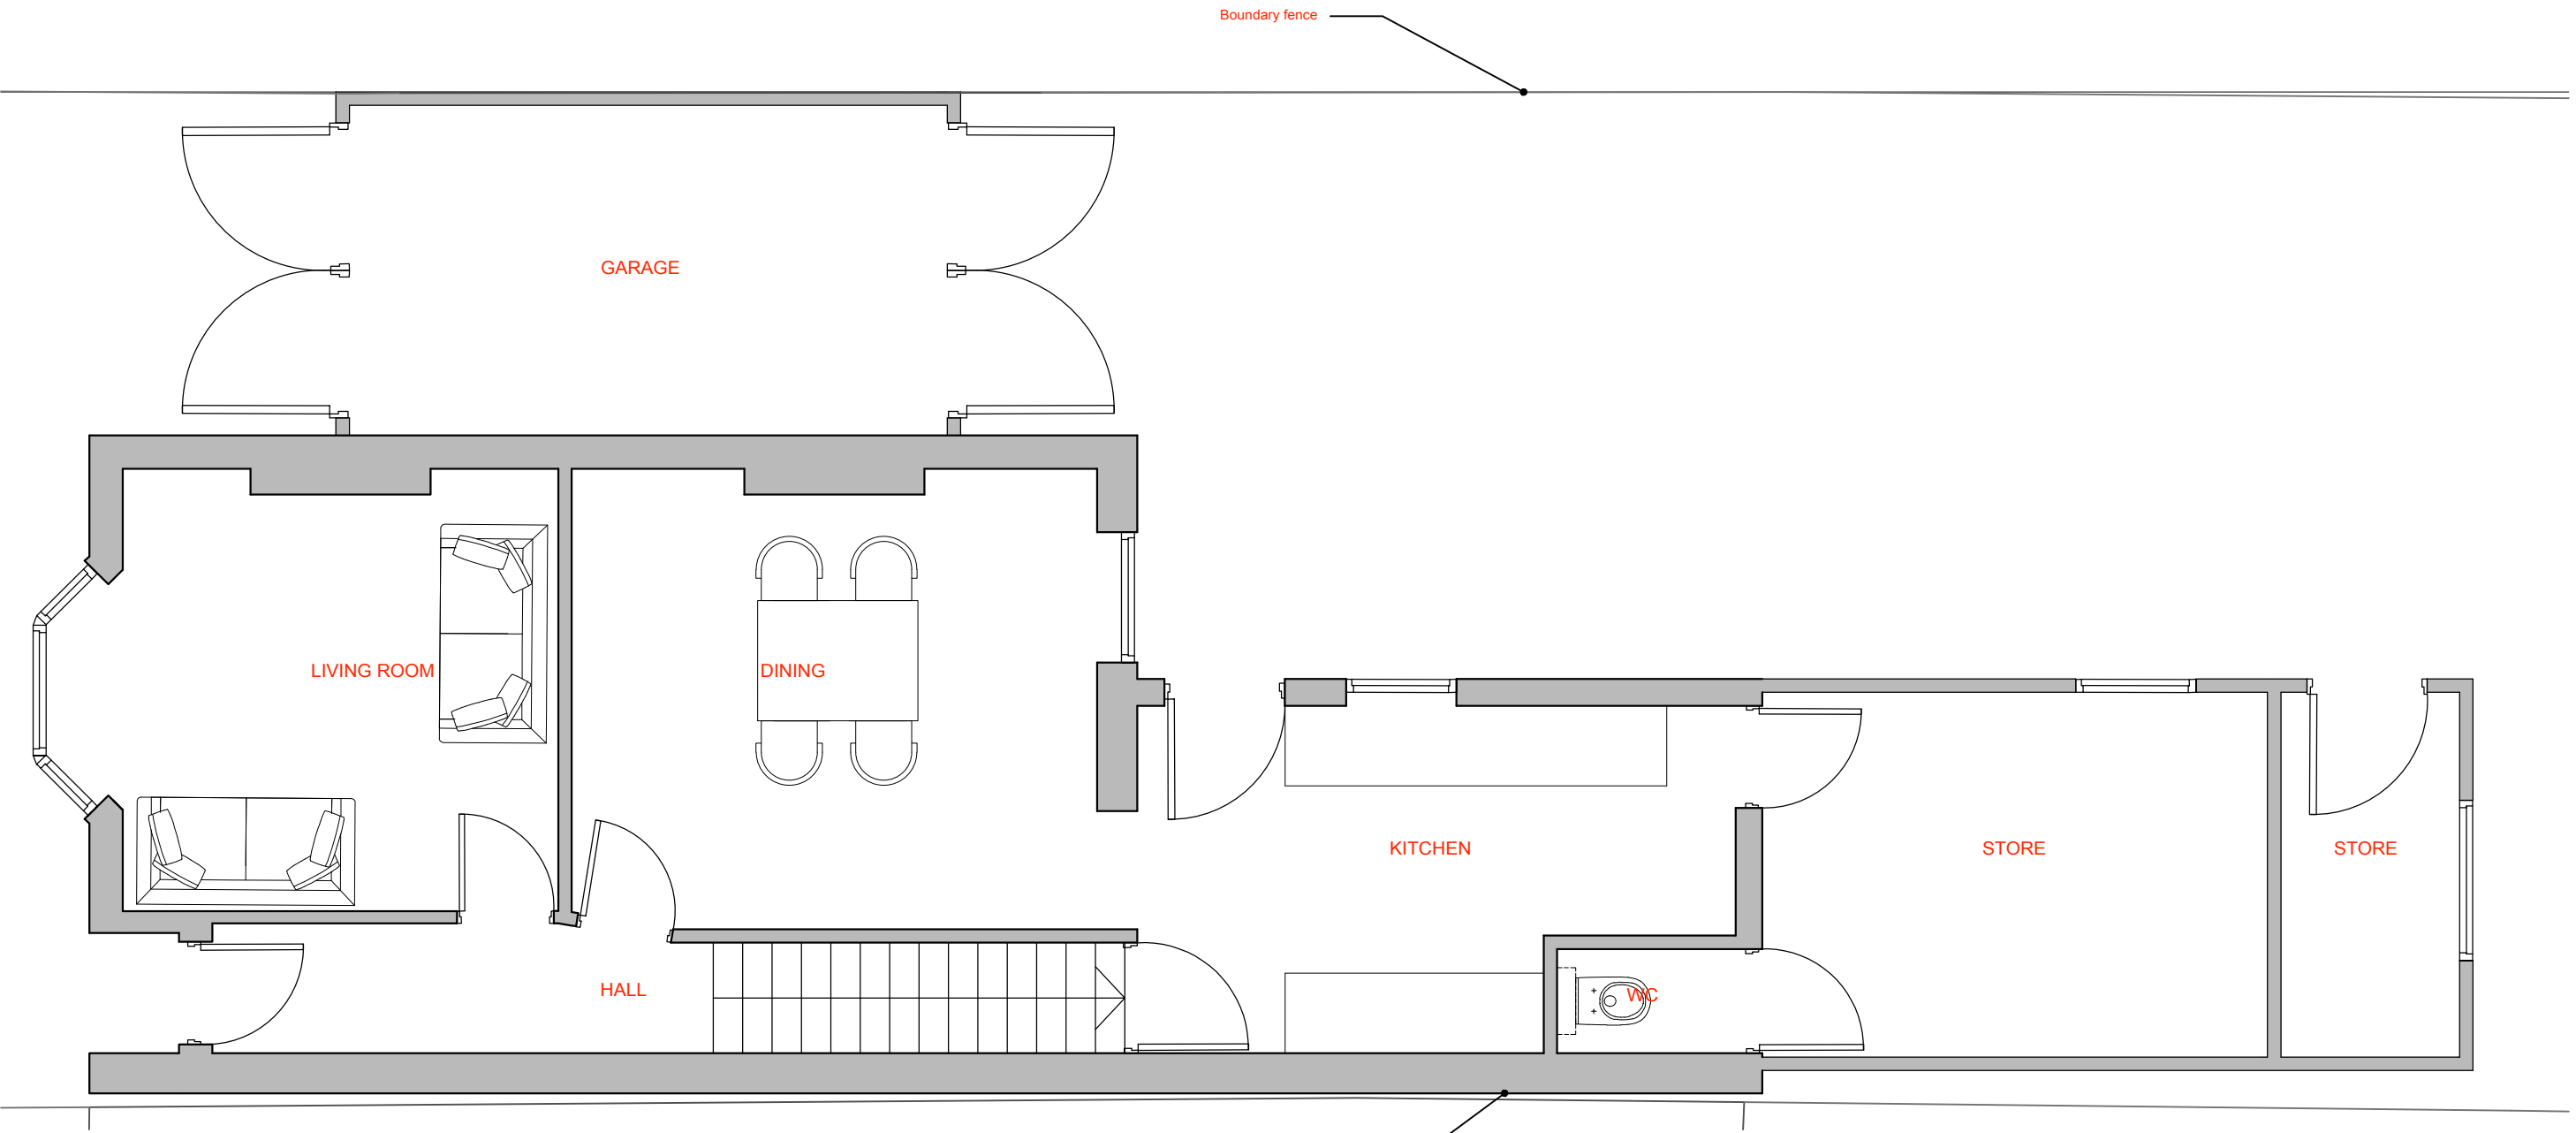 Boundary fence
GARAGE
LIVING ROOM
DINING
KITCHEN
STORE
STORE
HALL
WC